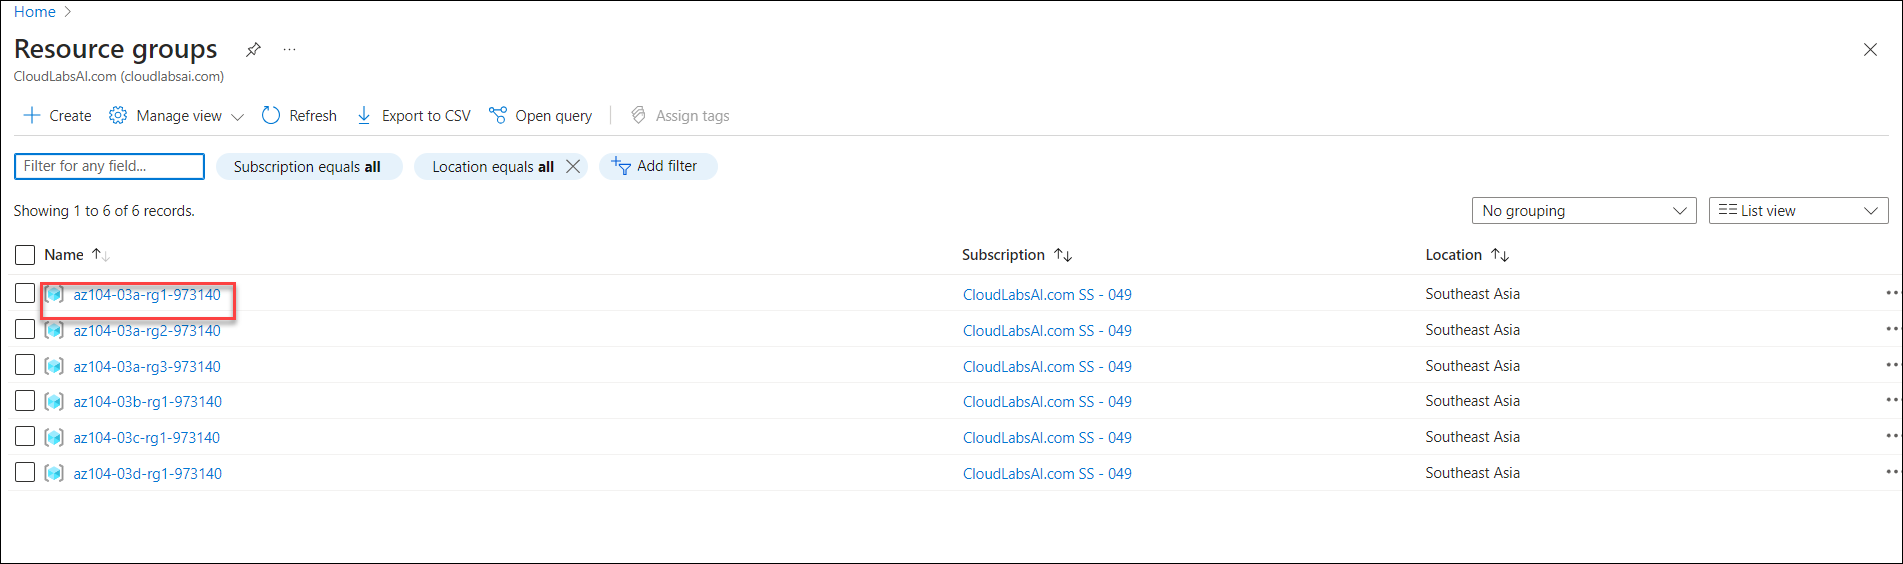 Home
Resource groups
CloudLabsAI.com (cloudlabsai.com)
Create Manage view Refresh Export to CSV Open query Assign tags
Filter for any field... Subscription equals all Location equals all Add filter
Showing 1 to 6 of 6 records. No grouping List view
Name Subscription Location
az104-03a-rg1-973140 CloudLabsAI.com SS - 049 Southeast Asia
az104-03a-rg2-973140 CloudLabsAI.com SS - 049 Southeast Asia
az104-03a-rg3-973140 CloudLabsAI.com SS - 049 Southeast Asia
az104-03b-rg1-973140 CloudLabsAI.com SS - 049 Southeast Asia
az104-03c-rg1-973140 CloudLabsAI.com SS - 049 Southeast Asia
az104-03d-rg1-973140 CloudLabsAI.com SS - 049 Southeast Asia